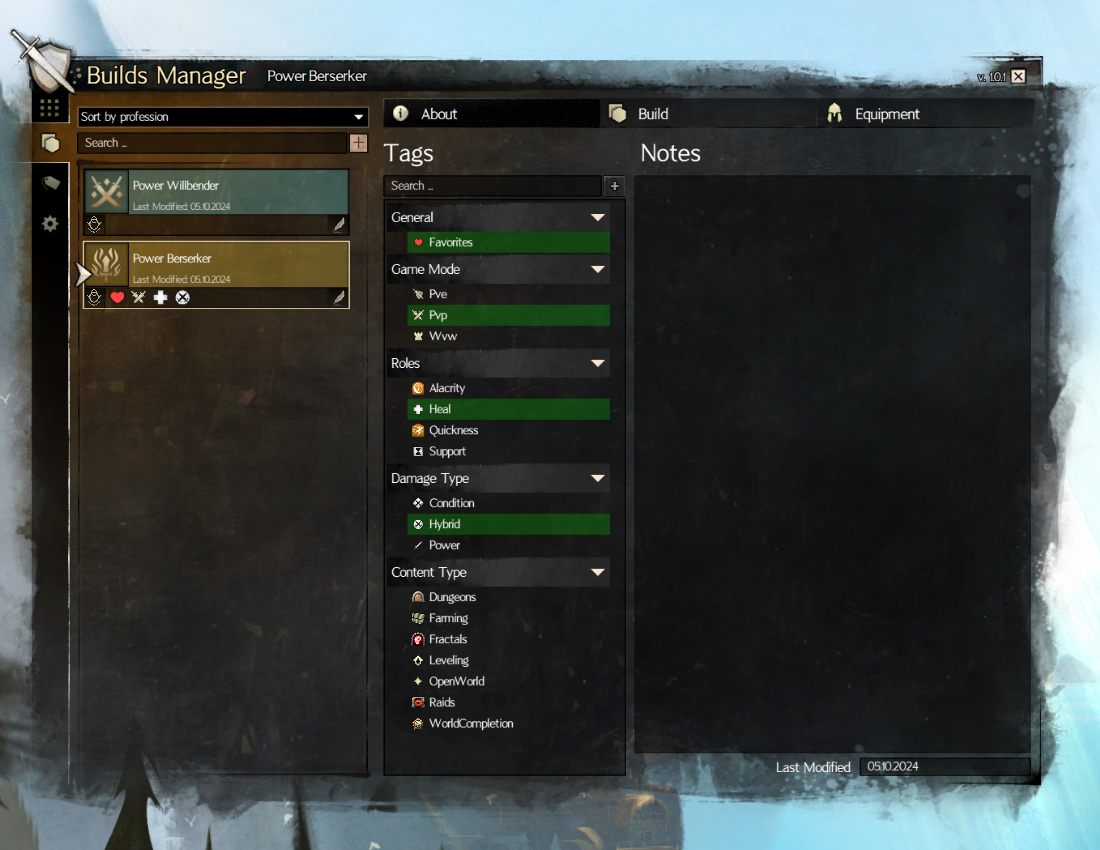 Builds Manager
Power Berserker
v. 1.0.1
Sort by profession
Search ...
Power Willbender
Last Modified: 05.10.2024
Power Berserker
Last Modified: 05.10.2024
About
Build
Equipment
Tags
Search ...
General
Favorites
Game Mode
Pve
Pvp
Wvw
Roles
Alacrity
Heal
Quickness
Support
Damage Type
Condition
Hybrid
Power
Content Type
Dungeons
Farming
Fractals
Leveling
OpenWorld
Raids
WorldCompletion
Notes
Last Modified
05.10.2024